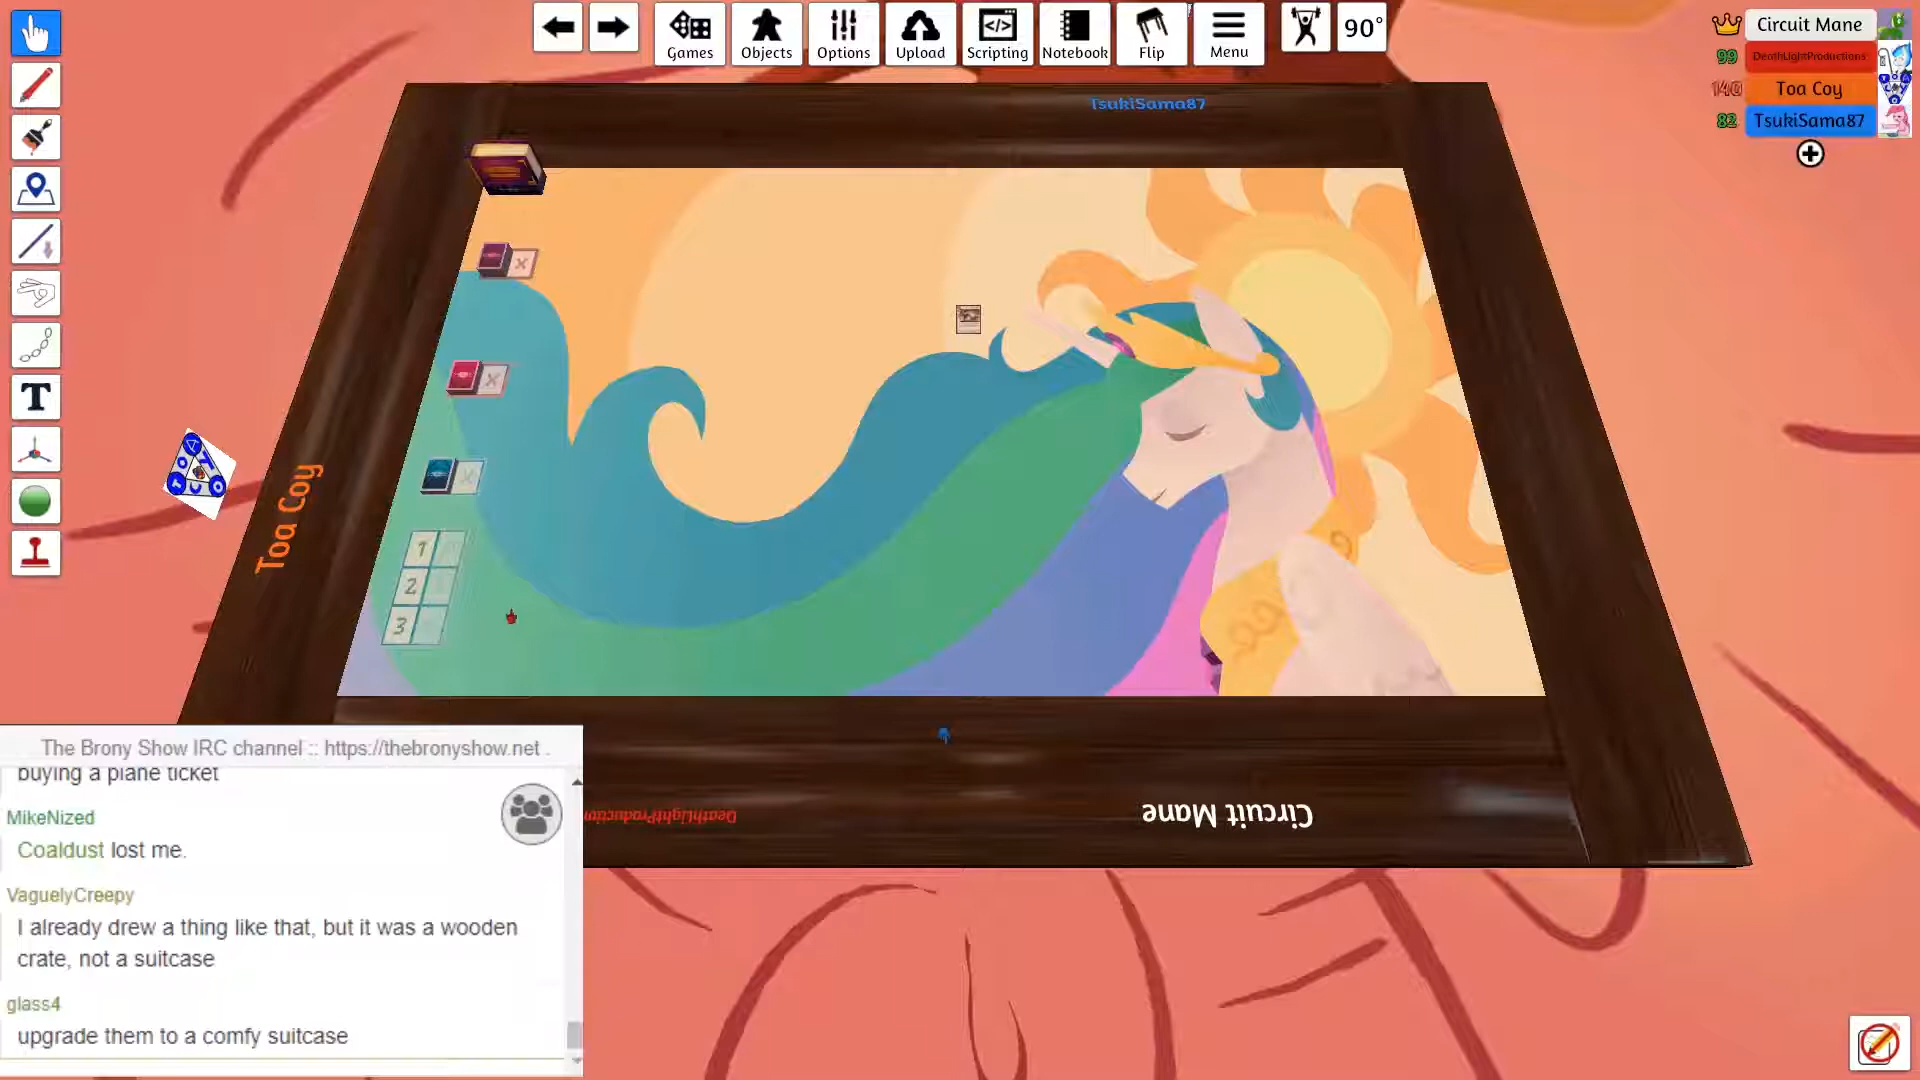 Games
Objects
Options
Upload
Scripting
Notebook
Flip
Menu
90°
Circuit Mane
99 DeathLightProductions
140 Toa Coy
82 TsukiSama87
TsukiSama87
X
X
X
Toa Coy
1
2
3
T
DeathLightProduction
Circuit Mane
The Brony Show IRC channel :: https://thebronyshow.net .
buying a plane ticket
MikeNized
Coaldust lost me.
VaguelyCreepy
I already drew a thing like that, but it was a wooden
crate, not a suitcase
glass4
upgrade them to a comfy suitcase